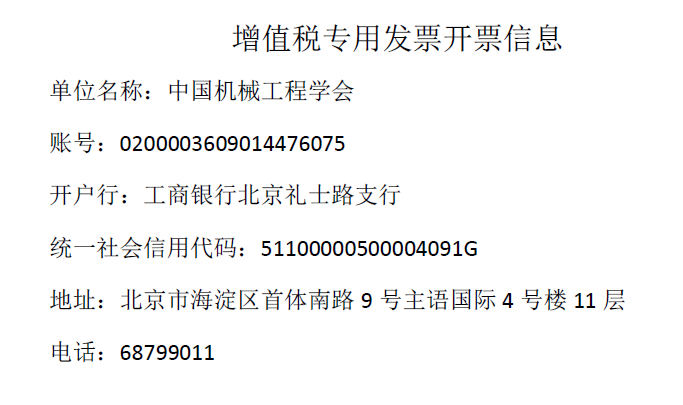 增值税专用发票开票信息
单位名称：中国机械工程学会
账号：0200003609014476075
开户行：工商银行北京礼士路支行
统一社会信用代码：51100000500004091G
地址：北京市海淀区首体南路 9 号主语国际 4 号楼 11 层
电话：68799011